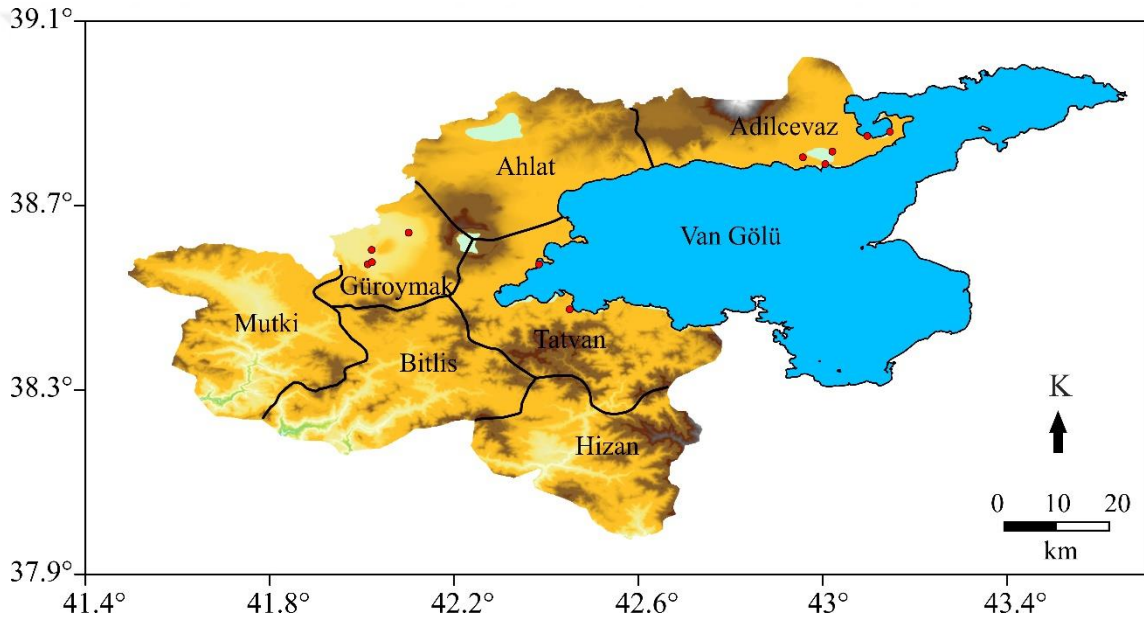 39.1°
Adilcevaz
Ahlat
38.7°
Van Gölü
Güroymak
Mutki
Tatvan
Bitlis
38.3°
K
Hizan
0 10 20
km
37.9°
41.4° 41.8° 42.2° 42.6° 43° 43.4°